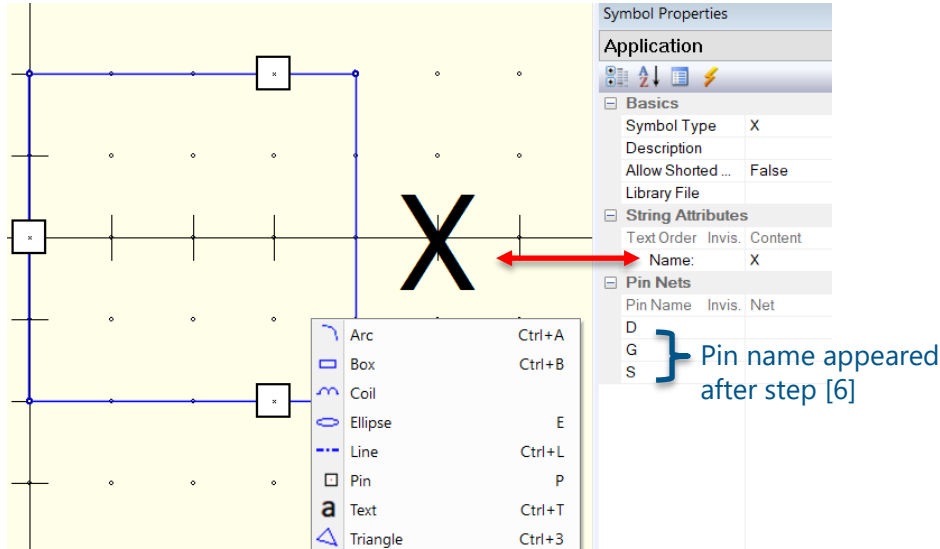 Symbol Properties
Application
Basics
Symbol Type X
Description
Allow Shorted ... False
Library File
String Attributes
Text Order Invis. Content
Name: X
Pin Nets
Pin Name Invis. Net
D
G
S
Pin name appeared
after step [6]
X
Arc Ctrl+A
Box Ctrl+B
Coil
Ellipse E
Line Ctrl+L
Pin P
a Text Ctrl+T
Triangle Ctrl+3